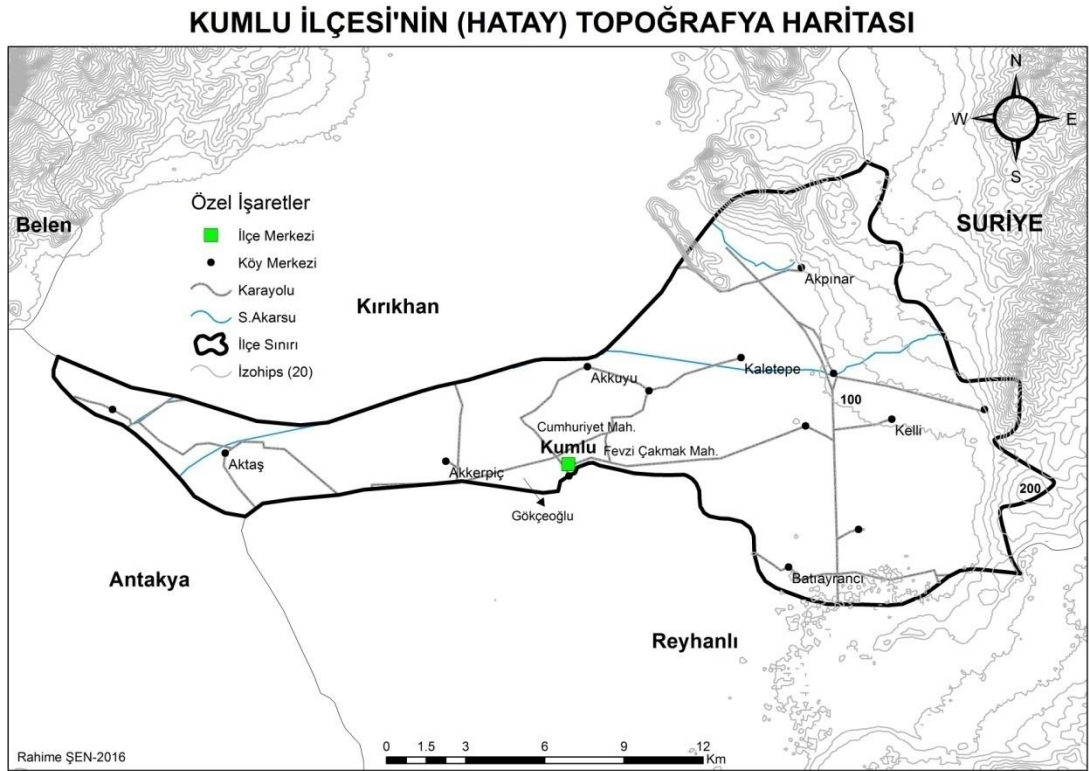 KUMLU İLÇESİ'NİN (HATAY) TOPOĞRAFYA HARİTASI
N
W
E
S
Özel İşaretler
İlçe Merkezi
Köy Merkezi
Karayolu
S.Akarsu
İlçe Sınırı
İzohips (20)
Belen
SURİYE
Kırıkhan
Akpınar
Kaletepe
Akkuyu
100
Kelli
Cumhuriyet Mah.
Kumlu
Fevzi Çakmak Mah.
Aktaş
Akkerpiç
200
Gökçeoğlu
Antakya
Batıayrancı
Reyhanlı
0 1.5 3 6 9 12
Km
Rahime ŞEN-2016